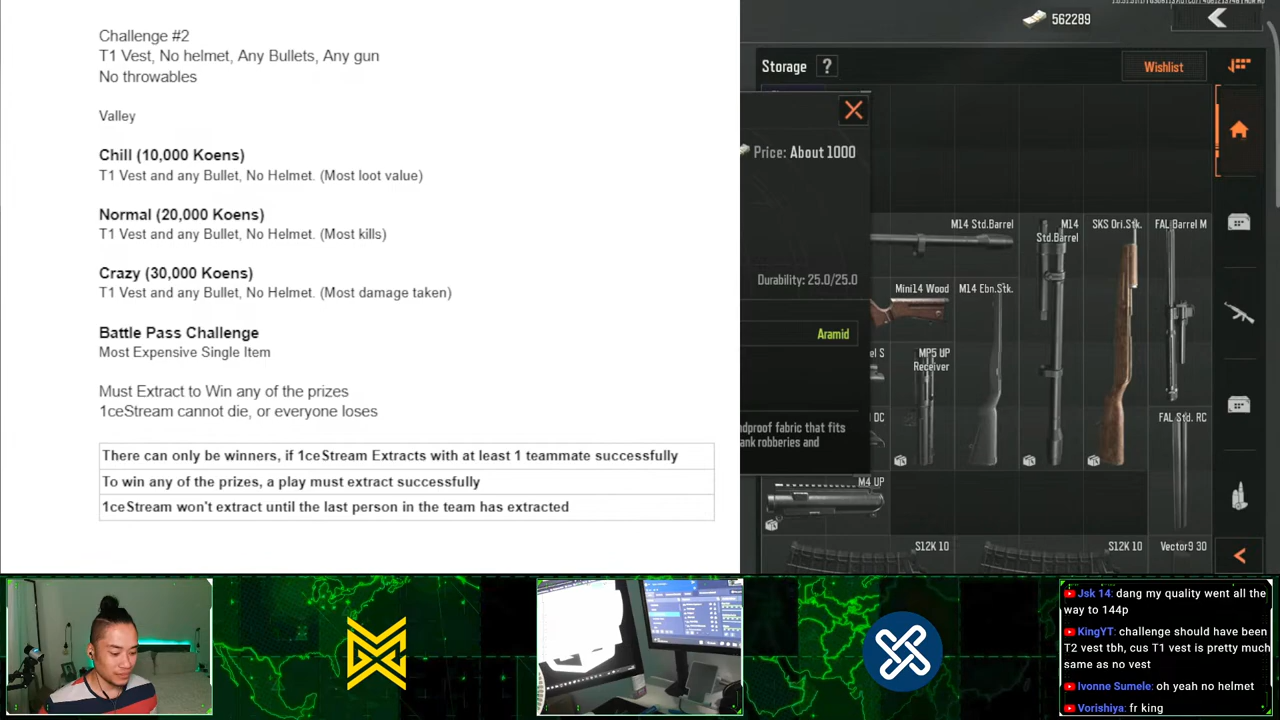 Challenge #2
T1 Vest, No helmet, Any Bullets, Any gun
No throwables
Valley
Chill (10,000 Koens)
T1 Vest and any Bullet, No Helmet. (Most loot value)
Normal (20,000 Koens)
T1 Vest and any Bullet, No Helmet. (Most kills)
Crazy (30,000 Koens)
T1 Vest and any Bullet, No Helmet. (Most damage taken)
Battle Pass Challenge
Most Expensive Single Item
Must Extract to Win any of the prizes
1ceStream cannot die, or everyone loses
There can only be winners, if 1ceStream Extracts with at least 1 teammate successfully
To win any of the prizes, a play must extract successfully
1ceStream won't extract until the last person in the team has extracted
562289
Storage ?
Wishlist
Price: About 1000
Durability: 25.0/25.0
Aramid
ndproof fabric that fits
ank robberies and
M14 Std.Barrel
M14
Std.Barrel
SKS Ori.Stk.
FAL Barrel M
Mini14 Wood
M14 Ebn.Stk.
el S
MP5 UP
Receiver
DC
FAL Std. RC
M4 UP
S12K 10
S12K 10
Vector9 30
Jsk 14: dang my quality went all the
way to 144p
KingYT: challenge should have been
T2 vest tbh, cus T1 vest is pretty much
same as no vest
Ivonne Sumele: oh yeah no helmet
Vorishiya: fr king